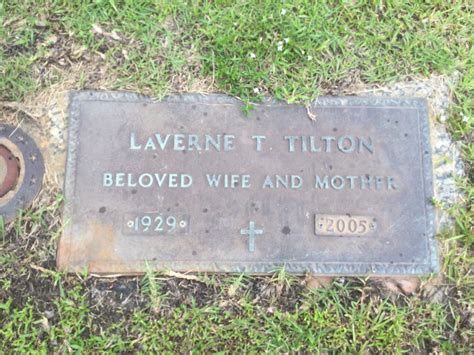 LAVERNE T. TILTON
BELOVED WIFE AND MOTHER
1929 2005